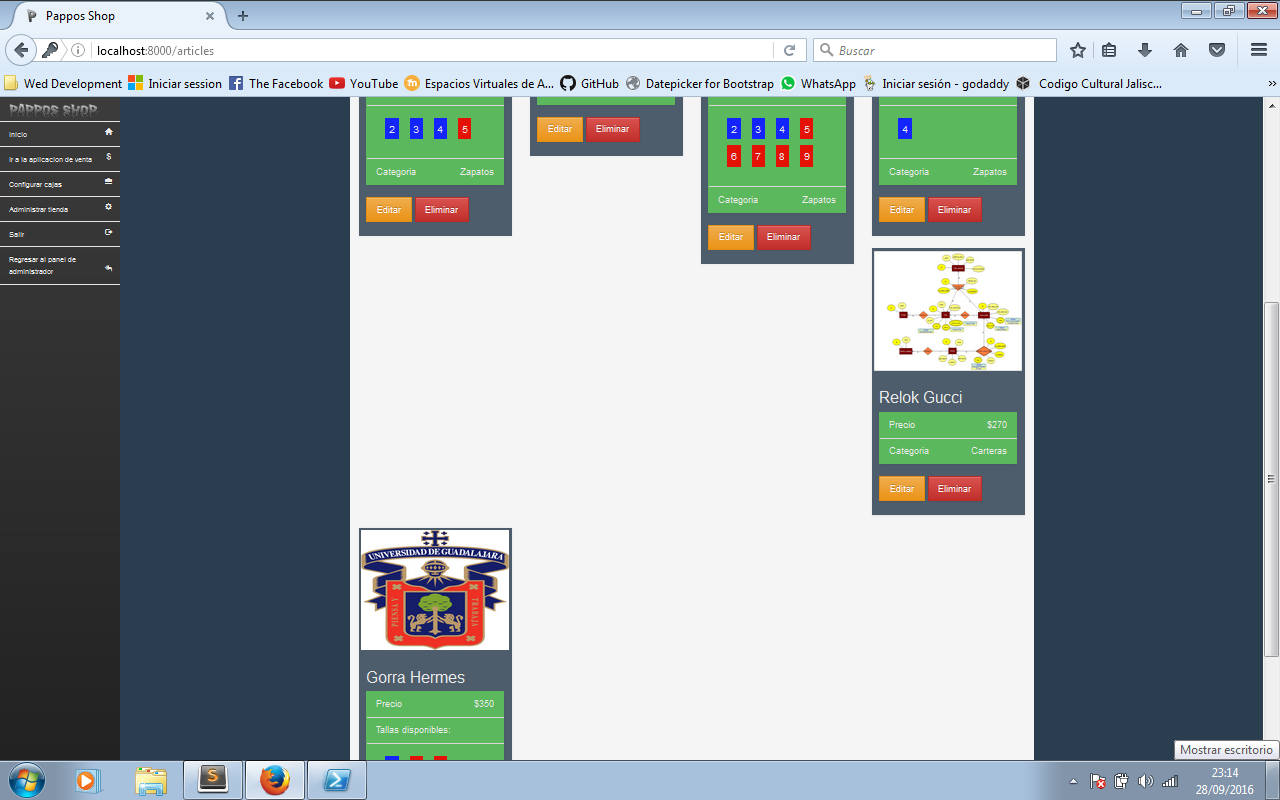 Pappos Shop
localhost:8000/articles
Buscar
Wed Development
Iniciar session
The Facebook
YouTube
Espacios Virtuales de A...
GitHub
Datepicker for Bootstrap
WhatsApp
Iniciar sesión - godaddy
Codigo Cultural Jalisc...
PAPPOS SHOP
Inicio
Ir a la aplicacion de venta
Configurar cajas
Administrar tienda
Salir
Regresar al panel de
administrador
2 3 4 5
Categoria Zapatos
Editar Eliminar
Editar Eliminar
2 3 4 5
6 7 8 9
Categoria Zapatos
Editar Eliminar
4
Categoria Zapatos
Editar Eliminar
Relok Gucci
Precio $270
Categoria Carteras
Editar Eliminar
UNIVERSIDAD DE GUADALAJARA
PIENSA Y
TRABAJA
Gorra Hermes
Precio $350
Tallas disponibles:
Mostrar escritorio
23:14
28/09/2016